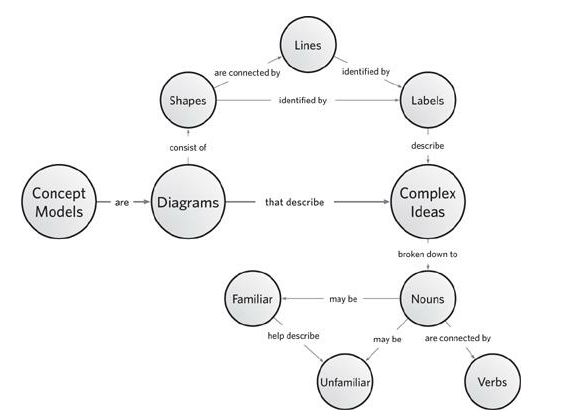 Lines
are connected by
identified by
Shapes
identified by
Labels
consist of
describe
Concept
Models
are
Diagrams
that describe
Complex
Ideas
broken down to
Familiar
may be
Nouns
help describe
may be
are connected by
Unfamiliar
Verbs